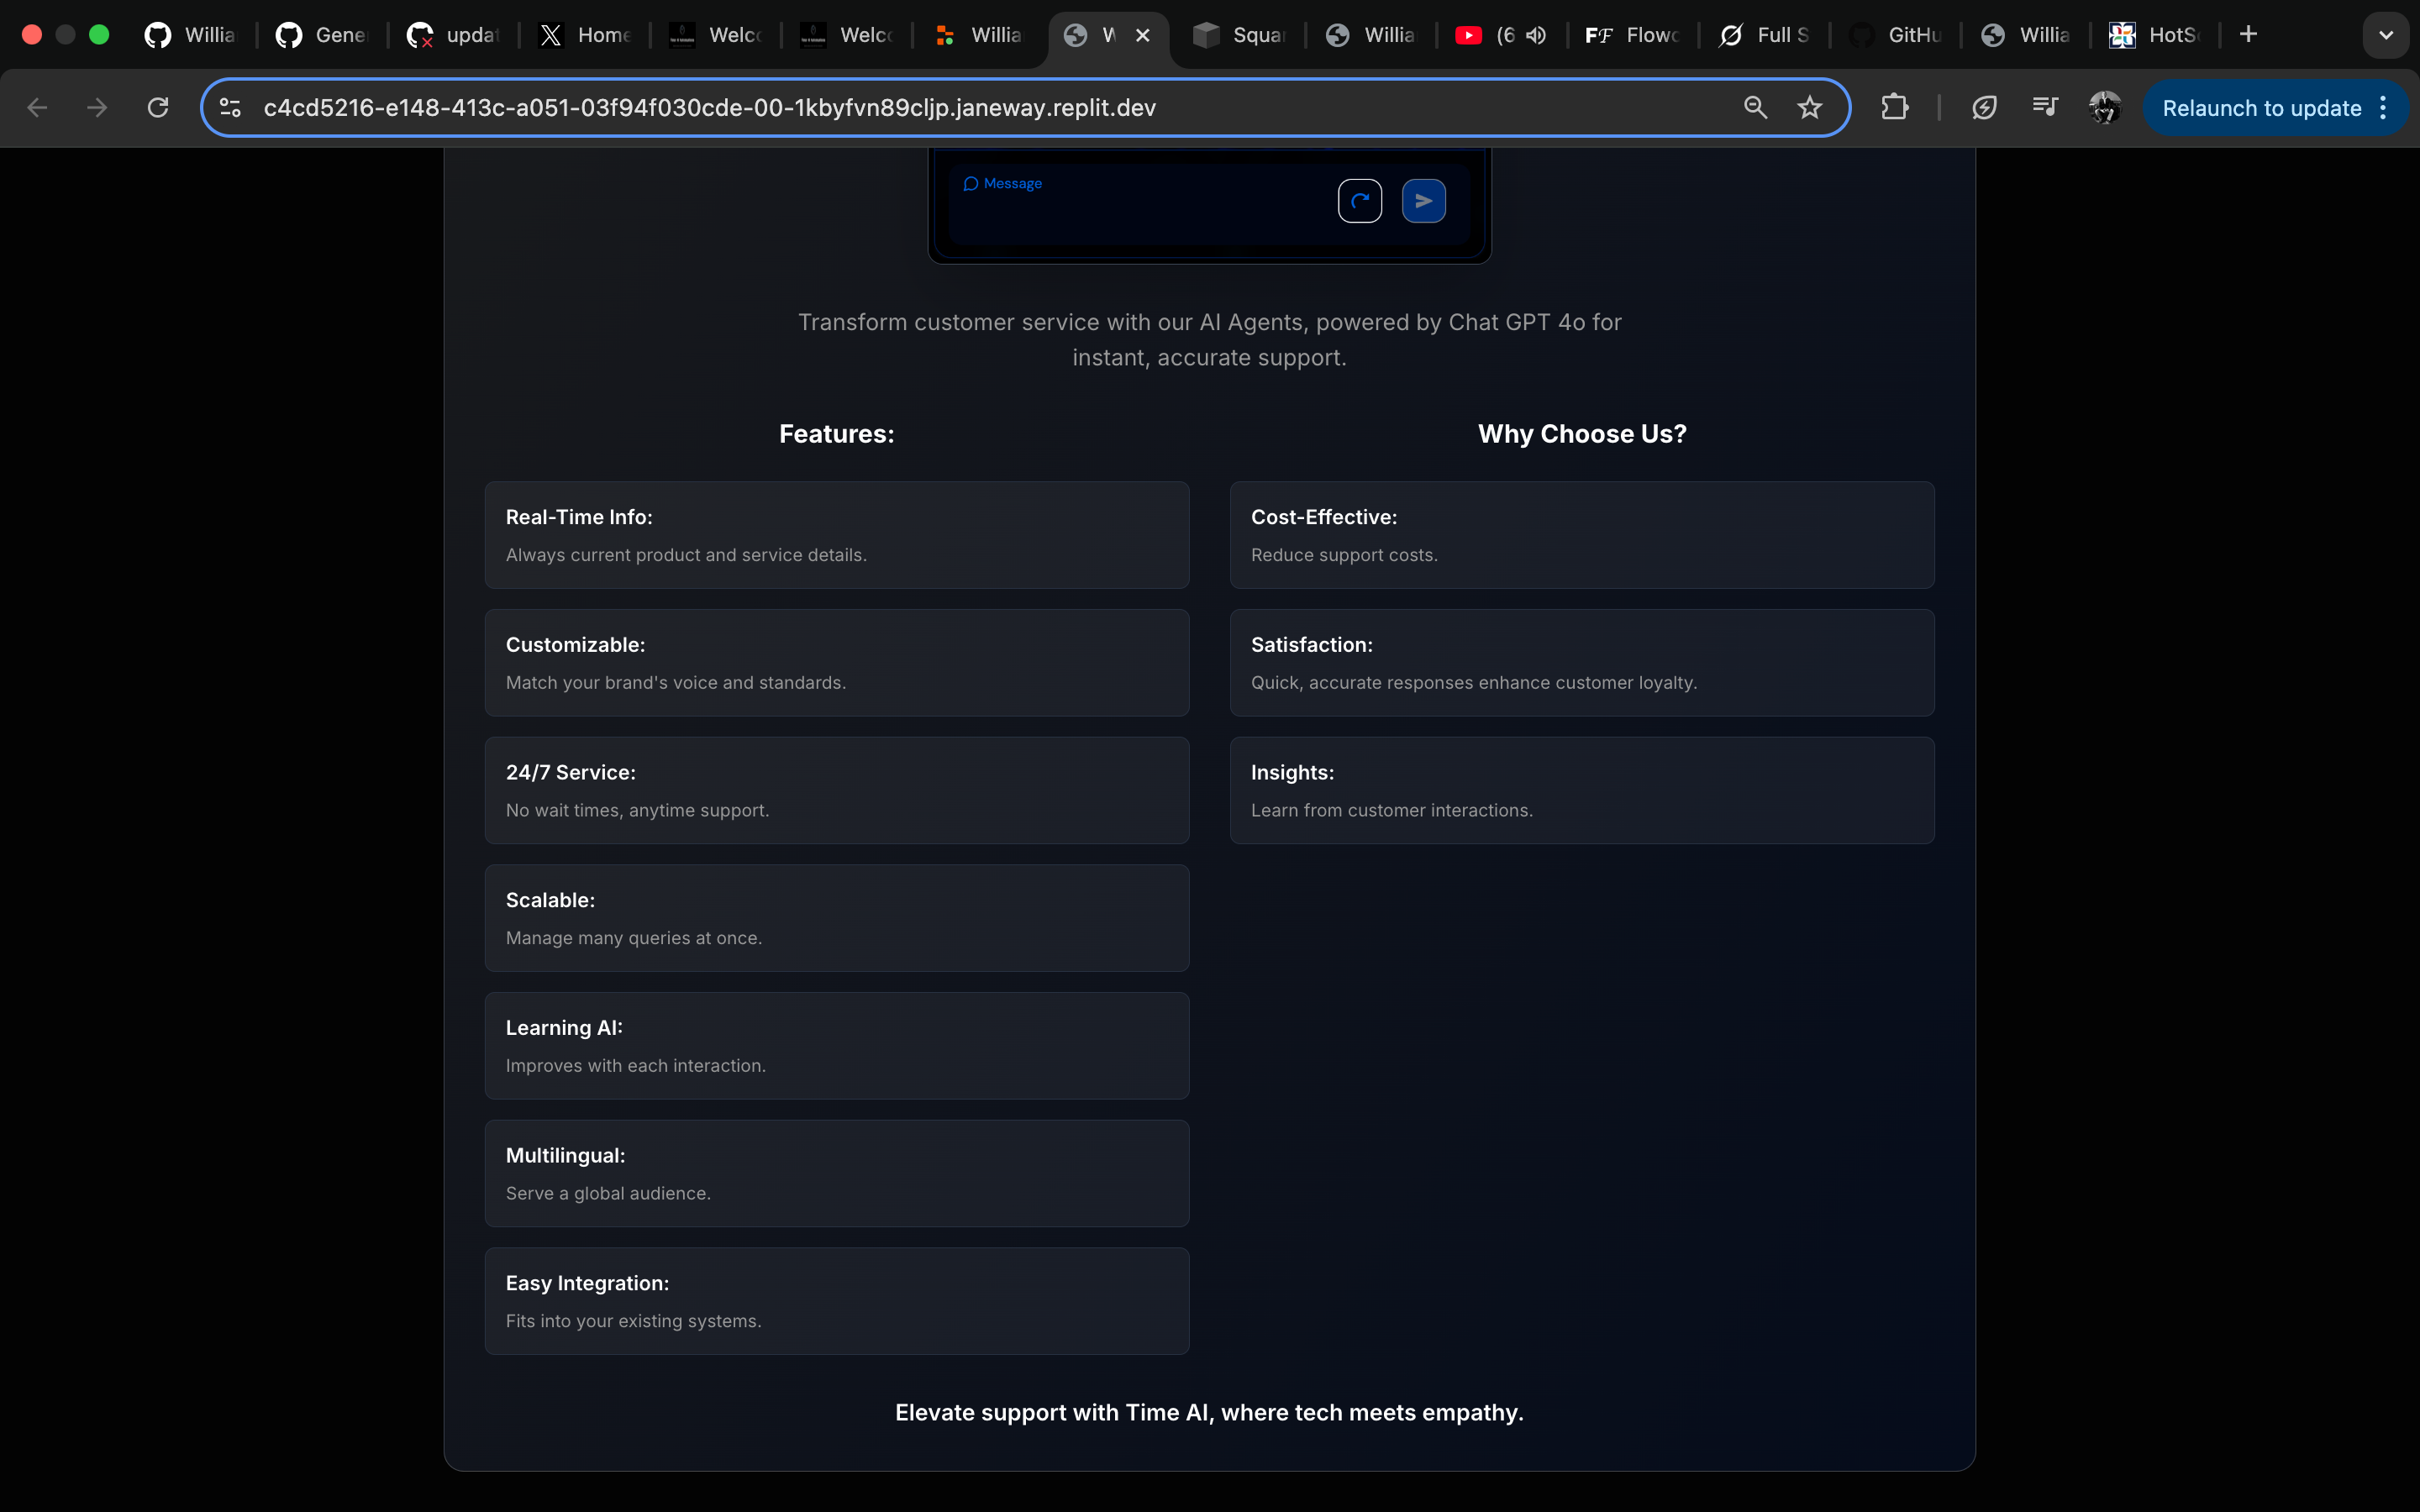 Willia
Gene
updat
Home
Welc
Welc
Willia
W
Squar
Willia
(6
FF Flowc
Full S
GitHu
Willia
HotSc
c4cd5216-e148-413c-a051-03f94f030cde-00-1kbyfvn89cljp.janeway.replit.dev
Relaunch to update
Message
Transform customer service with our AI Agents, powered by Chat GPT 4o for
instant, accurate support.
Features:
Real-Time Info:
Always current product and service details.
Customizable:
Match your brand's voice and standards.
24/7 Service:
No wait times, anytime support.
Scalable:
Manage many queries at once.
Learning AI:
Improves with each interaction.
Multilingual:
Serve a global audience.
Easy Integration:
Fits into your existing systems.
Why Choose Us?
Cost-Effective:
Reduce support costs.
Satisfaction:
Quick, accurate responses enhance customer loyalty.
Insights:
Learn from customer interactions.
Elevate support with Time AI, where tech meets empathy.